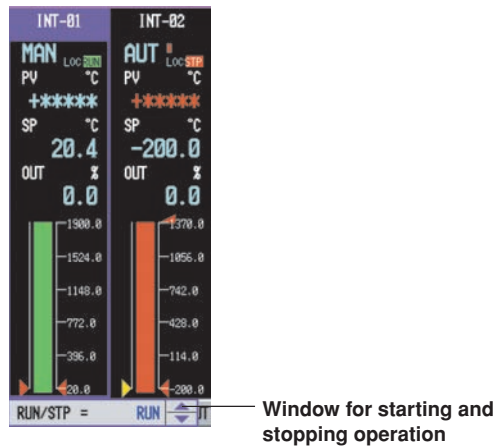 INT-01
MAN LOC RUN
PV °C
+*****
SP °C
20.4
OUT %
0.0
1900.0
1524.0
1148.0
772.0
396.0
20.0
INT-02
AUT LOC STP
PV °C
+*****
SP °C
-200.0
OUT %
0.0
1370.0
1056.0
742.0
428.0
114.0
-200.0
RUN/STP = RUN
Window for starting and
stopping operation